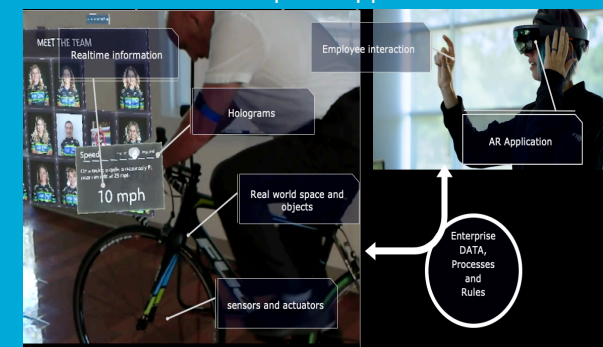 MEET THE TEAM
Realtime information
Employee interaction
Holograms
AR Application
Speed
10 mph
Real world space and
objects
Enterprise
DATA,
Processes
and
Rules
sensors and actuators